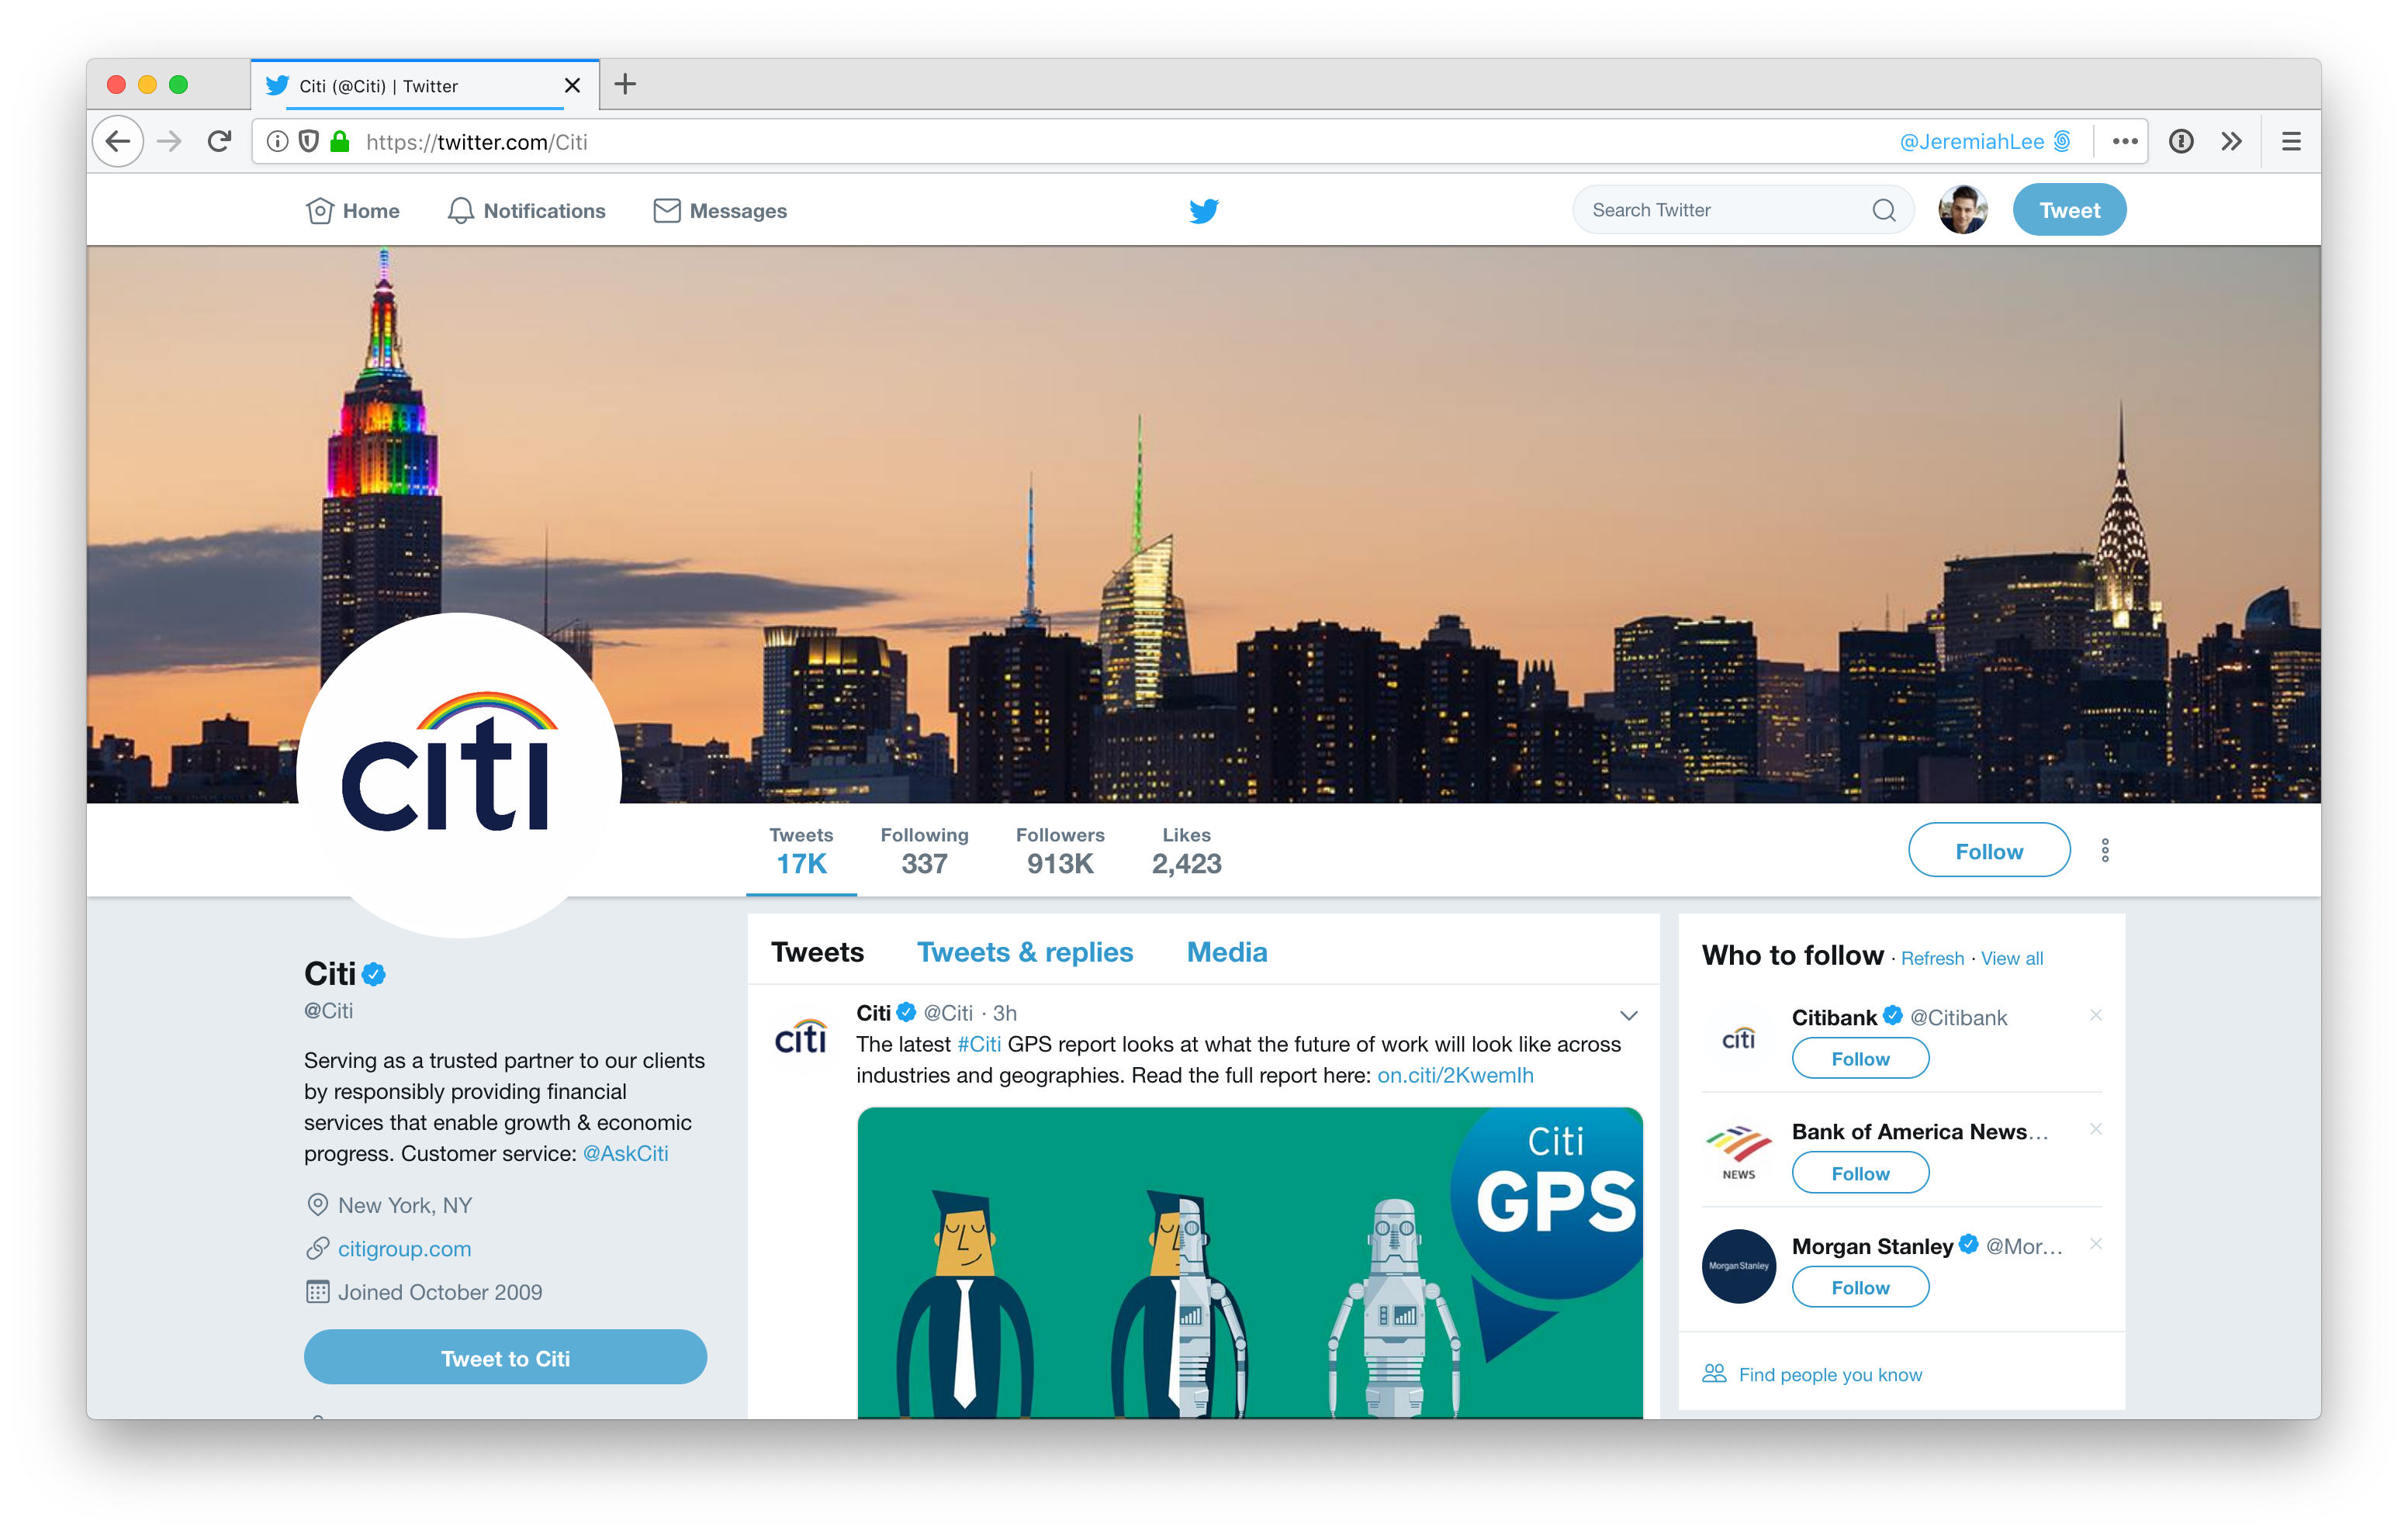 Citi (@Citi) | Twitter
https://twitter.com/Citi
@JeremiahLee
Home
Notifications
Messages
Search Twitter
Tweet
citi
Tweets
17K
Following
337
Followers
913K
Likes
2,423
Follow
Citi
@Citi
Serving as a trusted partner to our clients
by responsibly providing financial
services that enable growth & economic
progress. Customer service: @AskCiti
New York, NY
citigroup.com
Joined October 2009
Tweet to Citi
Tweets
Tweets & replies
Media
citi
Citi @Citi · 3h
The latest #Citi GPS report looks at what the future of work will look like across
industries and geographies. Read the full report here: on.citi/2KwemIh
Citi
GPS
Who to follow · Refresh · View all
citi
Citibank @Citibank
Follow
NEWS
Bank of America News…
Follow
Morgan Stanley
Morgan Stanley @Mor…
Follow
Find people you know